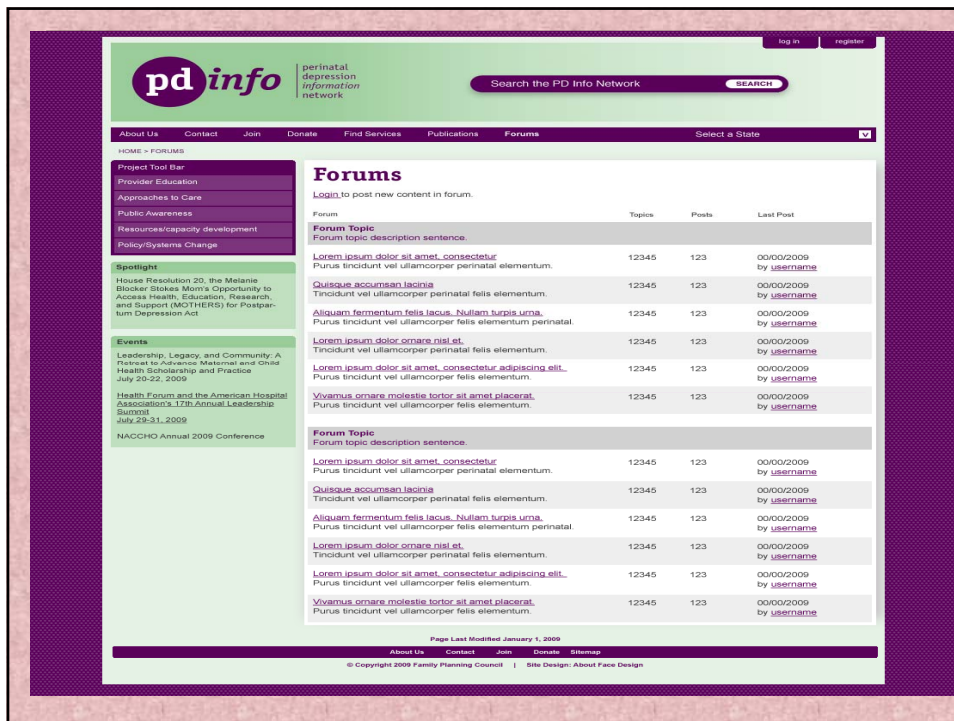 log in register
pd info
perinatal
depression
information
network
Search the PD Info Network SEARCH
About Us Contact Join Donate Find Services Publications Forums Select a State v
HOME > FORUMS
Project Tool Bar
Provider Education
Approaches to Care
Public Awareness
Resources/capacity development
Policy/Systems Change
Spotlight
House Resolution 20, the Melanie
Blocker Stokes Mom's Opportunity to
Access Health, Education, Research,
and Support (MOTHERS) for Postpar-
tum Depression Act
Events
Leadership, Legacy, and Community: A
Retreat to Advance Maternal and Child
Health Scholarship and Practice
July 20-22, 2009
Health Forum and the American Hospital
Association's 17th Annual Leadership
Summit
July 29-31, 2009
NACCHO Annual 2009 Conference
Forums
Login to post new content in forum.
Forum Topics Posts Last Post
Forum Topic
Forum topic description sentence.
Lorem ipsum dolor sit amet, consectetur 12345 123 00/00/2009
Purus tincidunt vel ullamcorper perinatal elementum. by username
Quisque accumsan lacinia 12345 123 00/00/2009
Tincidunt vel ullamcorper perinatal felis elementum. by username
Aliquam fermentum felis lacus. Nullam turpis urna. 12345 123 00/00/2009
Purus tincidunt vel ullamcorper felis elementum perinatal. by username
Lorem ipsum dolor ornare nisl et. 12345 123 00/00/2009
Tincidunt vel ullamcorper perinatal felis elementum. by username
Lorem ipsum dolor sit amet, consectetur adipiscing elit. 12345 123 00/00/2009
Purus tincidunt vel ullamcorper felis elementum. by username
Vivamus ornare molestie tortor sit amet placerat. 12345 123 00/00/2009
Purus tincidunt vel ullamcorper felis elementum. by username
Forum Topic
Forum topic description sentence.
Lorem ipsum dolor sit amet, consectetur 12345 123 00/00/2009
Purus tincidunt vel ullamcorper perinatal elementum. by username
Quisque accumsan lacinia 12345 123 00/00/2009
Tincidunt vel ullamcorper perinatal felis elementum. by username
Aliquam fermentum felis lacus. Nullam turpis urna. 12345 123 00/00/2009
Purus tincidunt vel ullamcorper felis elementum perinatal. by username
Lorem ipsum dolor ornare nisl et. 12345 123 00/00/2009
Tincidunt vel ullamcorper perinatal felis elementum. by username
Lorem ipsum dolor sit amet, consectetur adipiscing elit. 12345 123 00/00/2009
Purus tincidunt vel ullamcorper felis elementum. by username
Vivamus ornare molestie tortor sit amet placerat. 12345 123 00/00/2009
Purus tincidunt vel ullamcorper felis elementum. by username
Page Last Modified January 1, 2009
About Us Contact Join Donate Sitemap
© Copyright 2009 Family Planning Council | Site Design: About Face Design